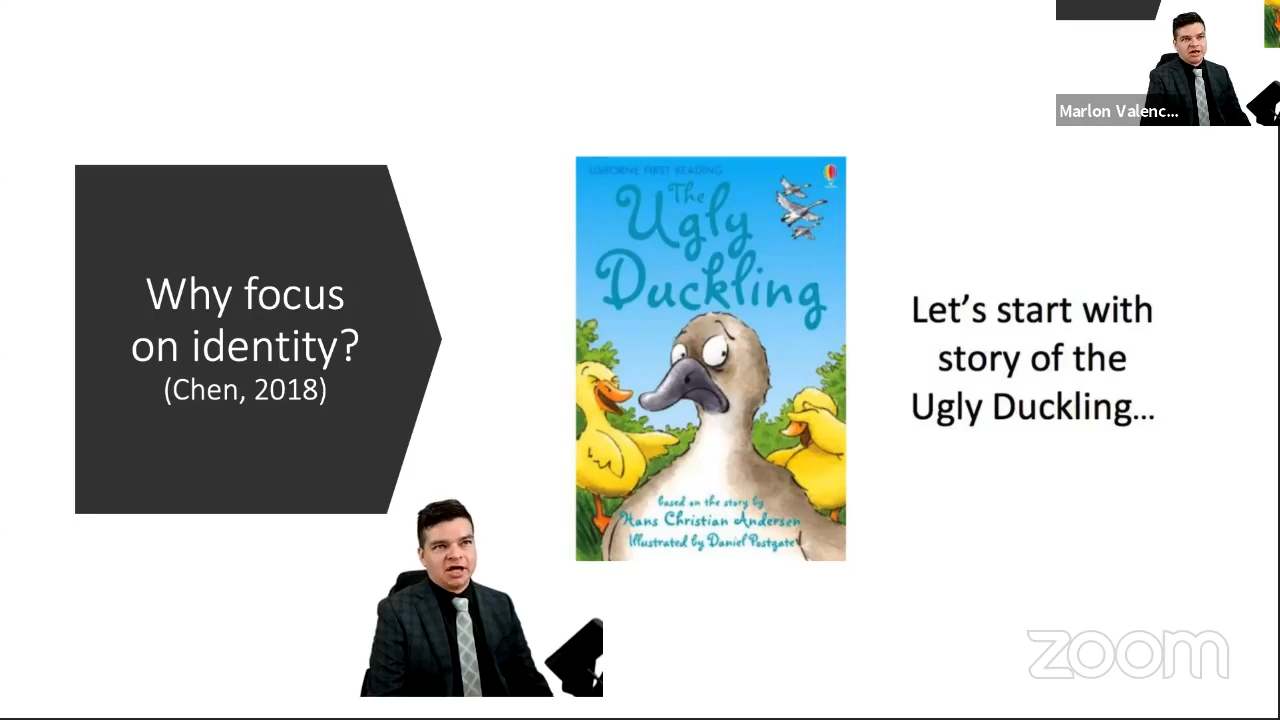 Marlon Valenc...
Why focus
on identity?
(Chen, 2018)
USBORNE FIRST READING
The
Ugly
Duckling
based on the story by
Hans Christian Andersen
Illustrated by Daniel Postgate
Let's start with
story of the
Ugly Duckling...
zoom